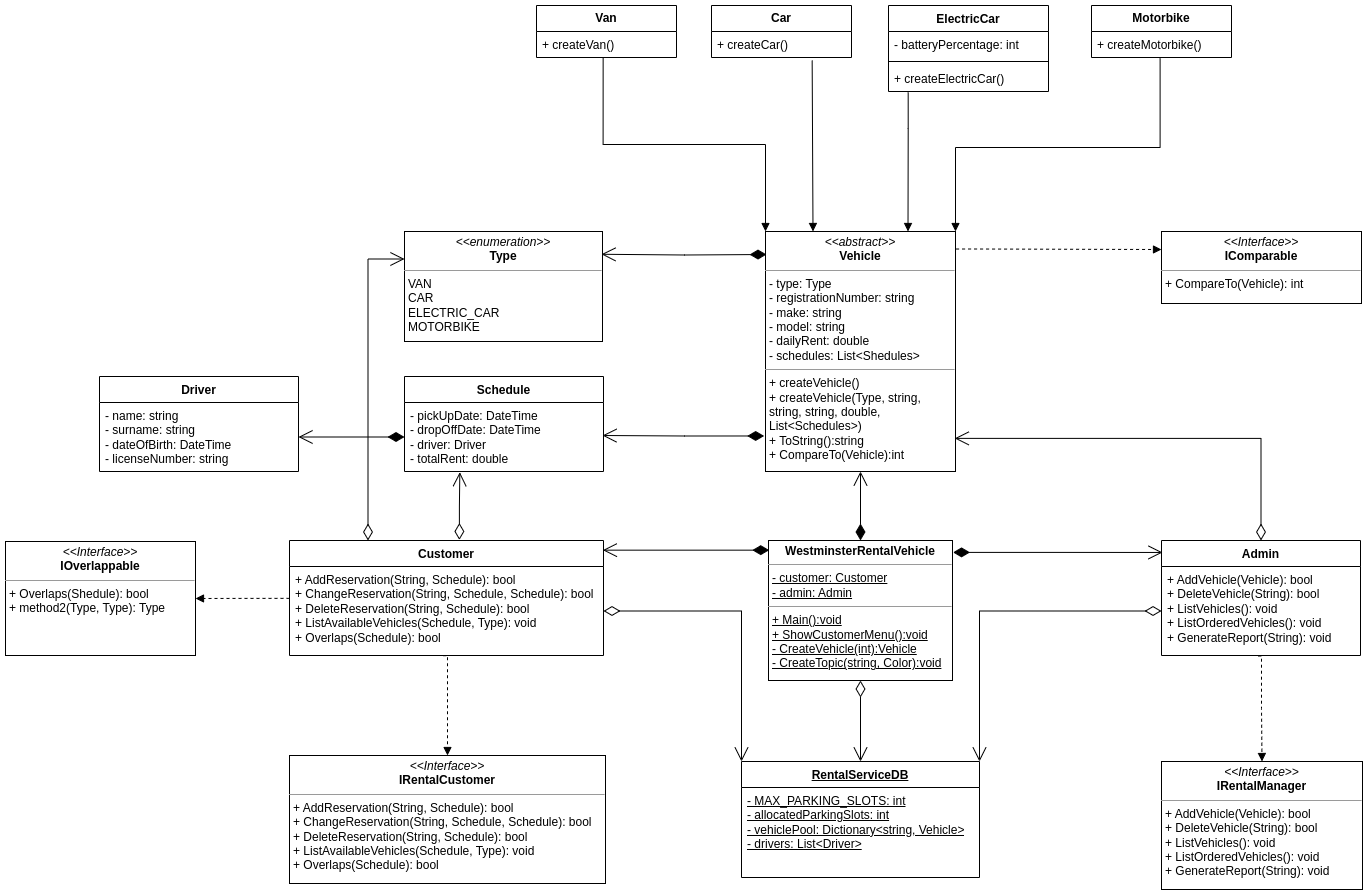 Van
+ createVan()
Car
+ createCar()
ElectricCar
- batteryPercentage: int
+ createElectricCar()
Motorbike
+ createMotorbike()
<<enumeration>>
Type
VAN
CAR
ELECTRIC_CAR
MOTORBIKE
<<abstract>>
Vehicle
- type: Type
- registrationNumber: string
- make: string
- model: string
- dailyRent: double
- schedules: List<Shedules>
+ createVehicle()
+ createVehicle(Type, string,
string, string, double,
List<Schedules>)
+ ToString():string
+ CompareTo(Vehicle):int
<<Interface>>
IComparable
+ CompareTo(Vehicle): int
Driver
- name: string
- surname: string
- dateOfBirth: DateTime
- licenseNumber: string
Schedule
- pickUpDate: DateTime
- dropOffDate: DateTime
- driver: Driver
- totalRent: double
<<Interface>>
IOverlappable
+ Overlaps(Shedule): bool
+ method2(Type, Type): Type
Customer
+ AddReservation(String, Schedule): bool
+ ChangeReservation(String, Schedule, Schedule): bool
+ DeleteReservation(String, Schedule): bool
+ ListAvailableVehicles(Schedule, Type): void
+ Overlaps(Schedule): bool
WestminsterRentalVehicle
- customer: Customer
- admin: Admin
+ Main():void
+ ShowCustomerMenu():void
- CreateVehicle(int):Vehicle
- CreateTopic(string, Color):void
Admin
+ AddVehicle(Vehicle): bool
+ DeleteVehicle(String): bool
+ ListVehicles(): void
+ ListOrderedVehicles(): void
+ GenerateReport(String): void
<<Interface>>
IRentalCustomer
+ AddReservation(String, Schedule): bool
+ ChangeReservation(String, Schedule, Schedule): bool
+ DeleteReservation(String, Schedule): bool
+ ListAvailableVehicles(Schedule, Type): void
+ Overlaps(Schedule): bool
RentalServiceDB
- MAX_PARKING_SLOTS: int
- allocatedParkingSlots: int
- vehiclePool: Dictionary<string, Vehicle>
- drivers: List<Driver>
<<Interface>>
IRentalManager
+ AddVehicle(Vehicle): bool
+ DeleteVehicle(String): bool
+ ListVehicles(): void
+ ListOrderedVehicles(): void
+ GenerateReport(String): void